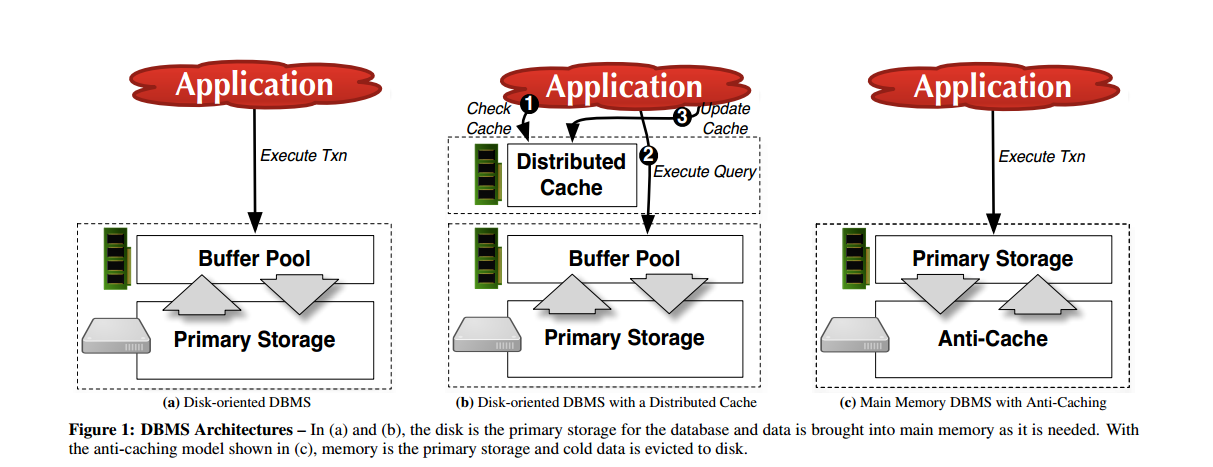 Application
Execute Txn
Buffer Pool
Primary Storage
(a) Disk-oriented DBMS
Application
Check
Cache
1
3
Update
Cache
2
Distributed
Cache
Execute Query
Buffer Pool
Primary Storage
(b) Disk-oriented DBMS with a Distributed Cache
Application
Execute Txn
Primary Storage
Anti-Cache
(c) Main Memory DBMS with Anti-Caching
Figure 1: DBMS Architectures – In (a) and (b), the disk is the primary storage for the database and data is brought into main memory as it is needed. With
the anti-caching model shown in (c), memory is the primary storage and cold data is evicted to disk.